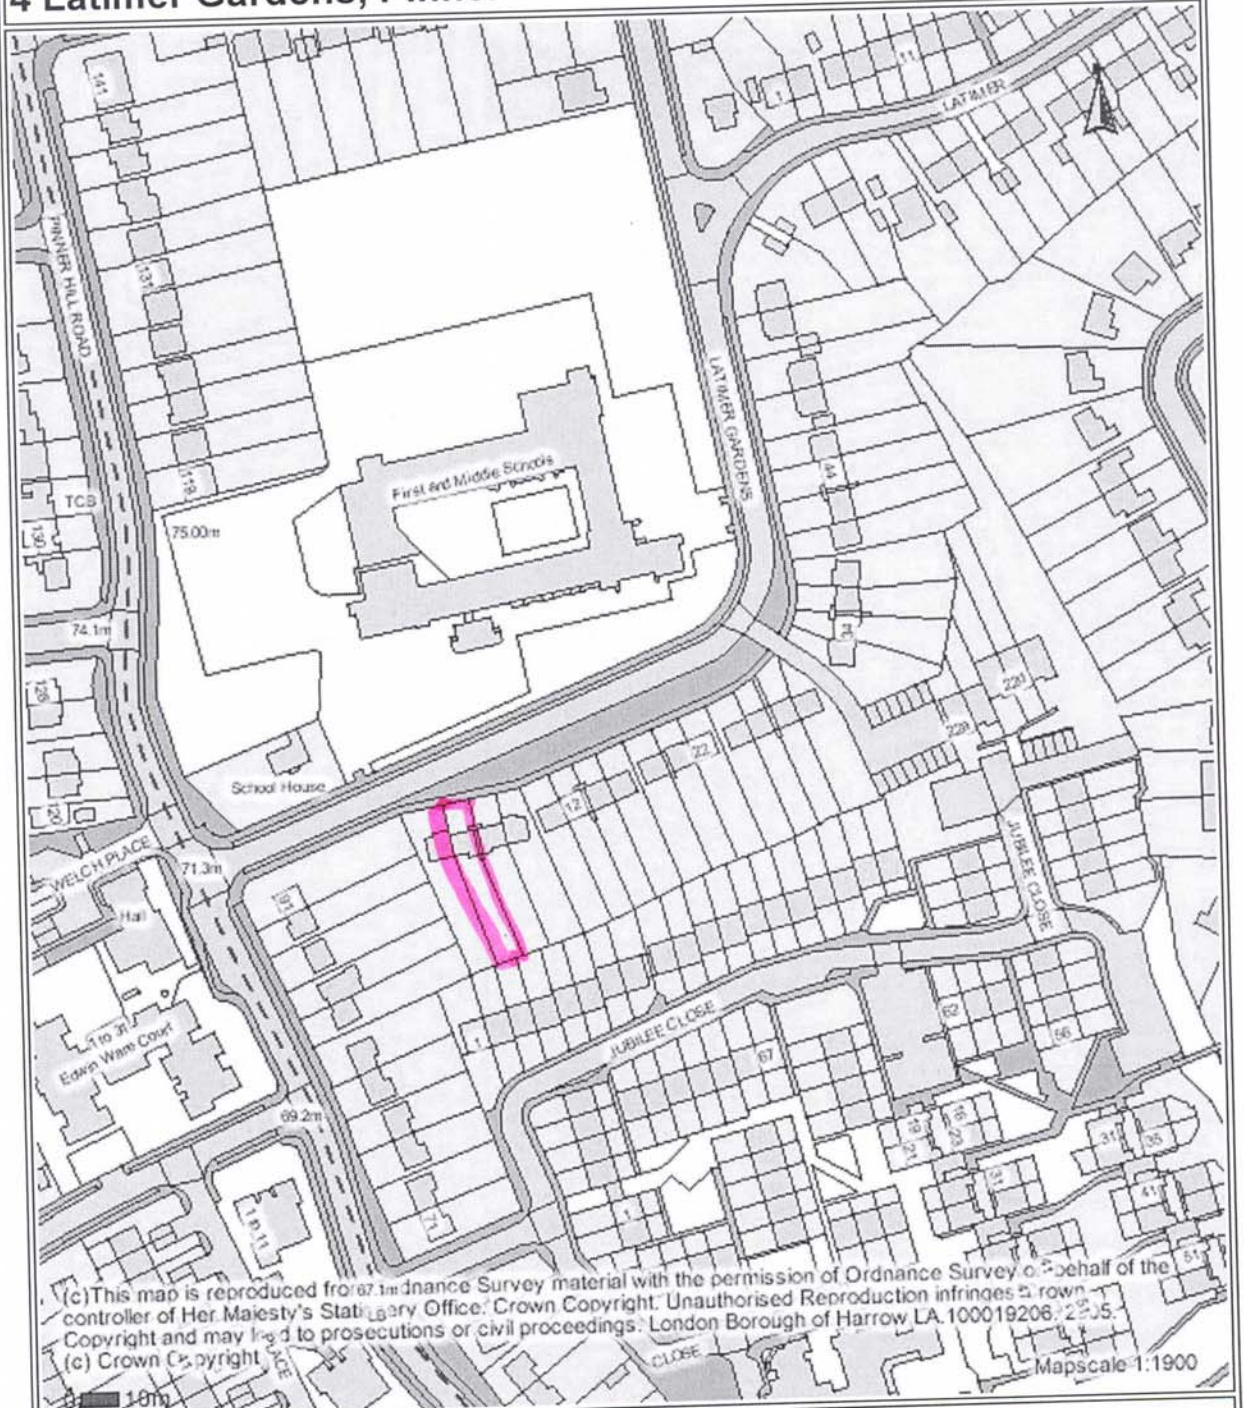 4 Latimer Gardens,
141
11
1
LATIMER
PINNER HILL ROAD
131
LATIMER GARDENS
First and Middle Schools
119
44
TCB
75.00m
130
74.1m
128
220
228
22
School House
12
120
WELCH PLACE
71.3m
JUBILEE CLOSE
91
Hall
1 to 31
Edwin Ware Court
1
JUBILEE CLOSE
62
56
67
69.2m
19
21
16
23
31
35
31
41
1
71
51
(c)This map is reproduced from 67.1m dnance Survey material with the permission of Ordnance Survey on behalf of the
controller of Her Majesty's Stationery Office. Crown Copyright. Unauthorised Reproduction infringes Crown
Copyright and may lead to prosecutions or civil proceedings. London Borough of Harrow LA.100019206. 2005.
(c) Crown Copyright
PLACE
CLOSE
Mapscale 1:1900
10m